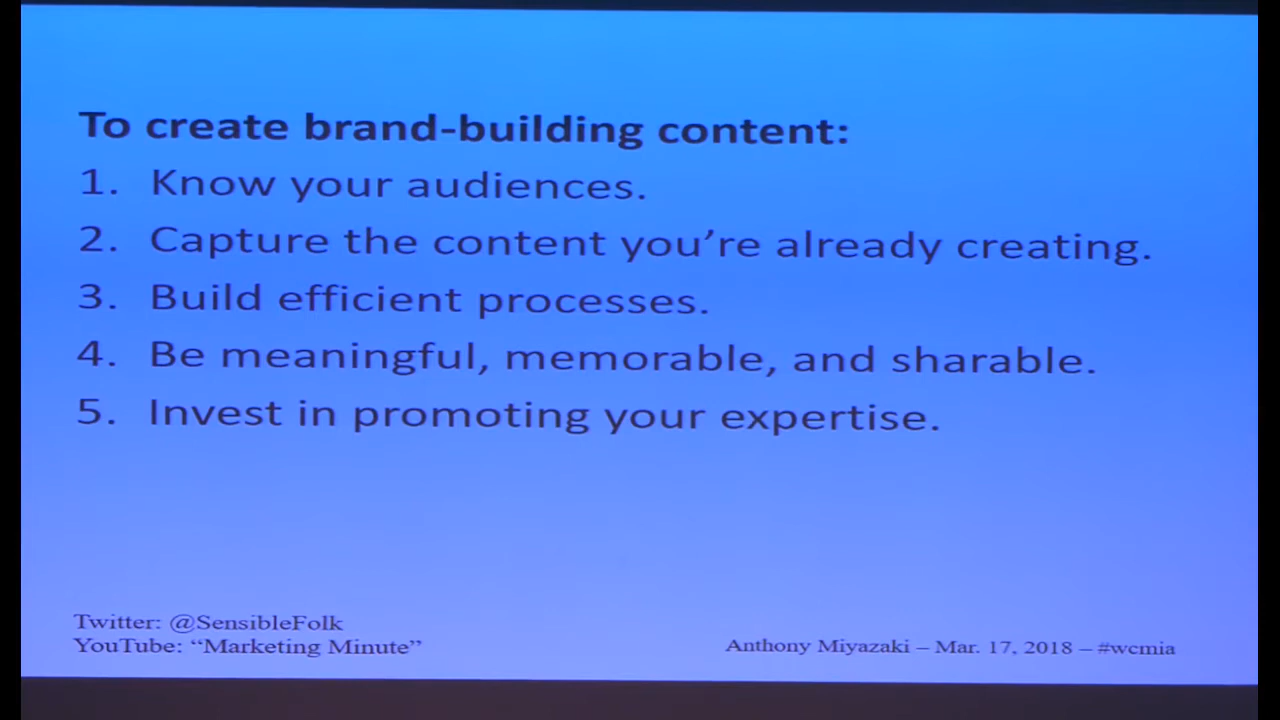 To create brand-building content:
1. Know your audiences.
2. Capture the content you’re already creating.
3. Build efficient processes.
4. Be meaningful, memorable, and sharable.
5. Invest in promoting your expertise.
Twitter: @SensibleFolk
YouTube: “Marketing Minute”
Anthony Miyazaki – Mar. 17, 2018 – #wcmia